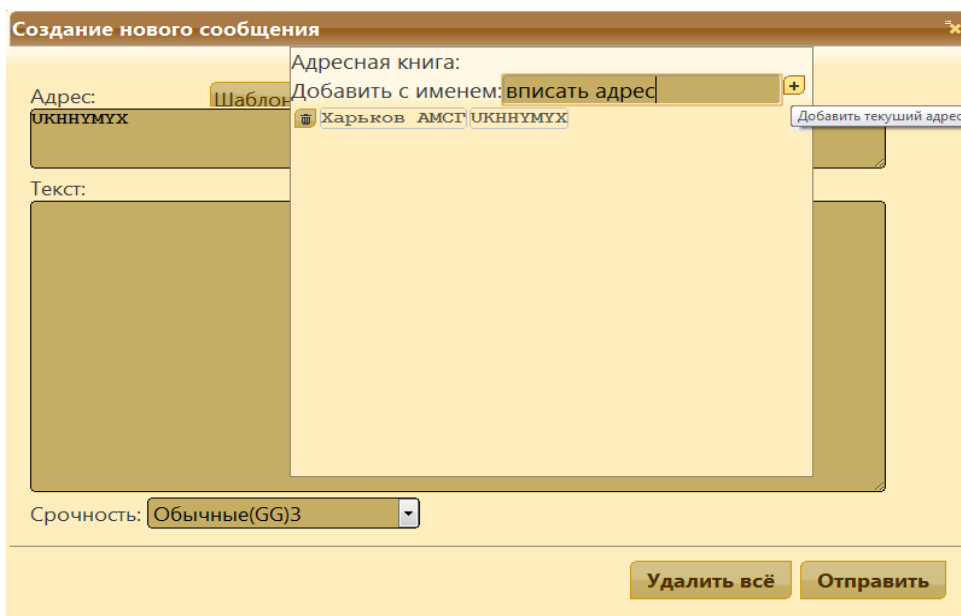 Создание нового сообщения
Адресная книга:
Адрес:
Шаблон
Добавить с именем: вписать адрес
+
UKHHYMYX
Харьков АМСГ UKHHYMYX
Добавить текуший адрес
Текст:
Срочность: Обычные(GG)3
Удалить всё
Отправить